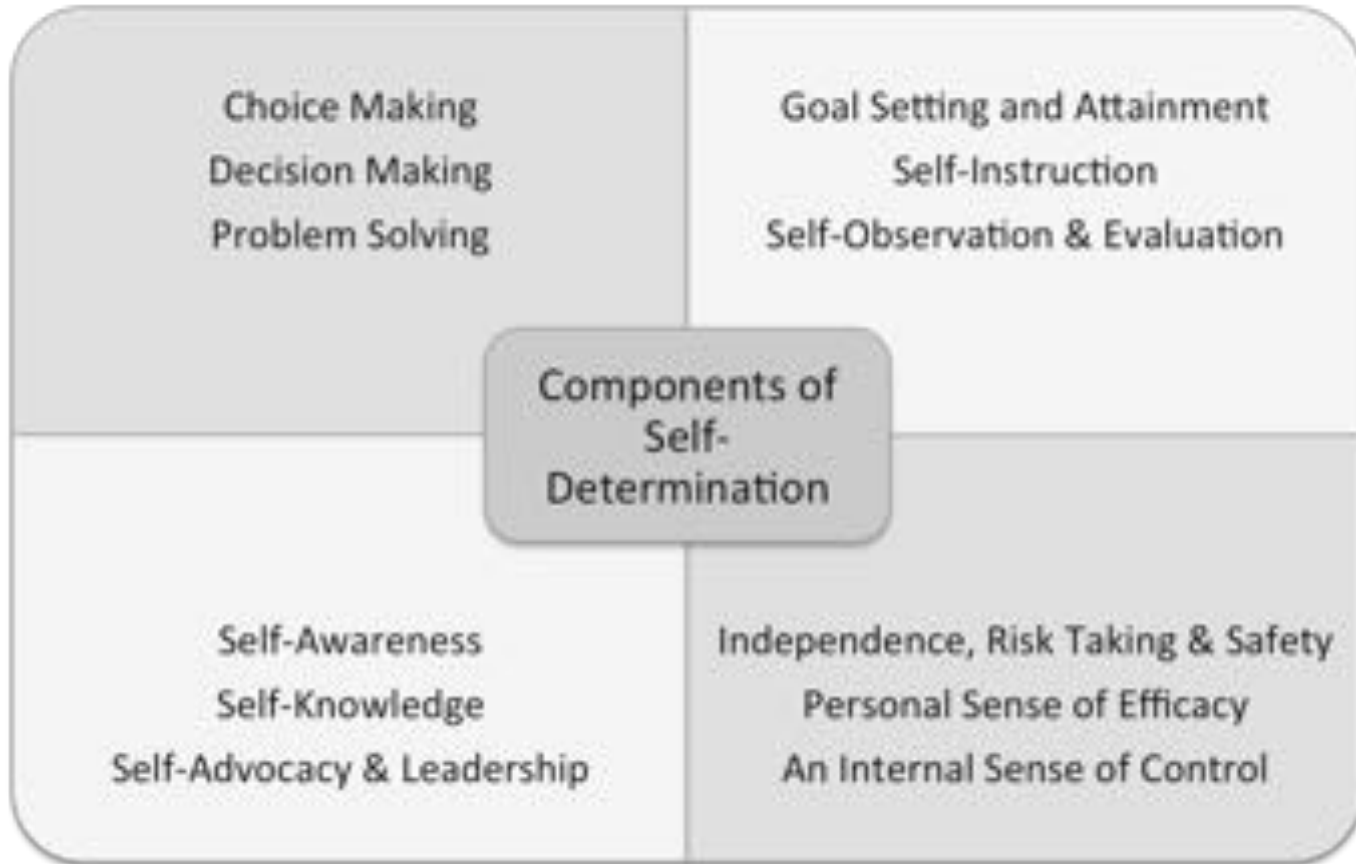 Choice Making
Decision Making
Problem Solving
Goal Setting and Attainment
Self-Instruction
Self-Observation & Evaluation
Components of
Self-
Determination
Self-Awareness
Self-Knowledge
Self-Advocacy & Leadership
Independence, Risk Taking & Safety
Personal Sense of Efficacy
An Internal Sense of Control